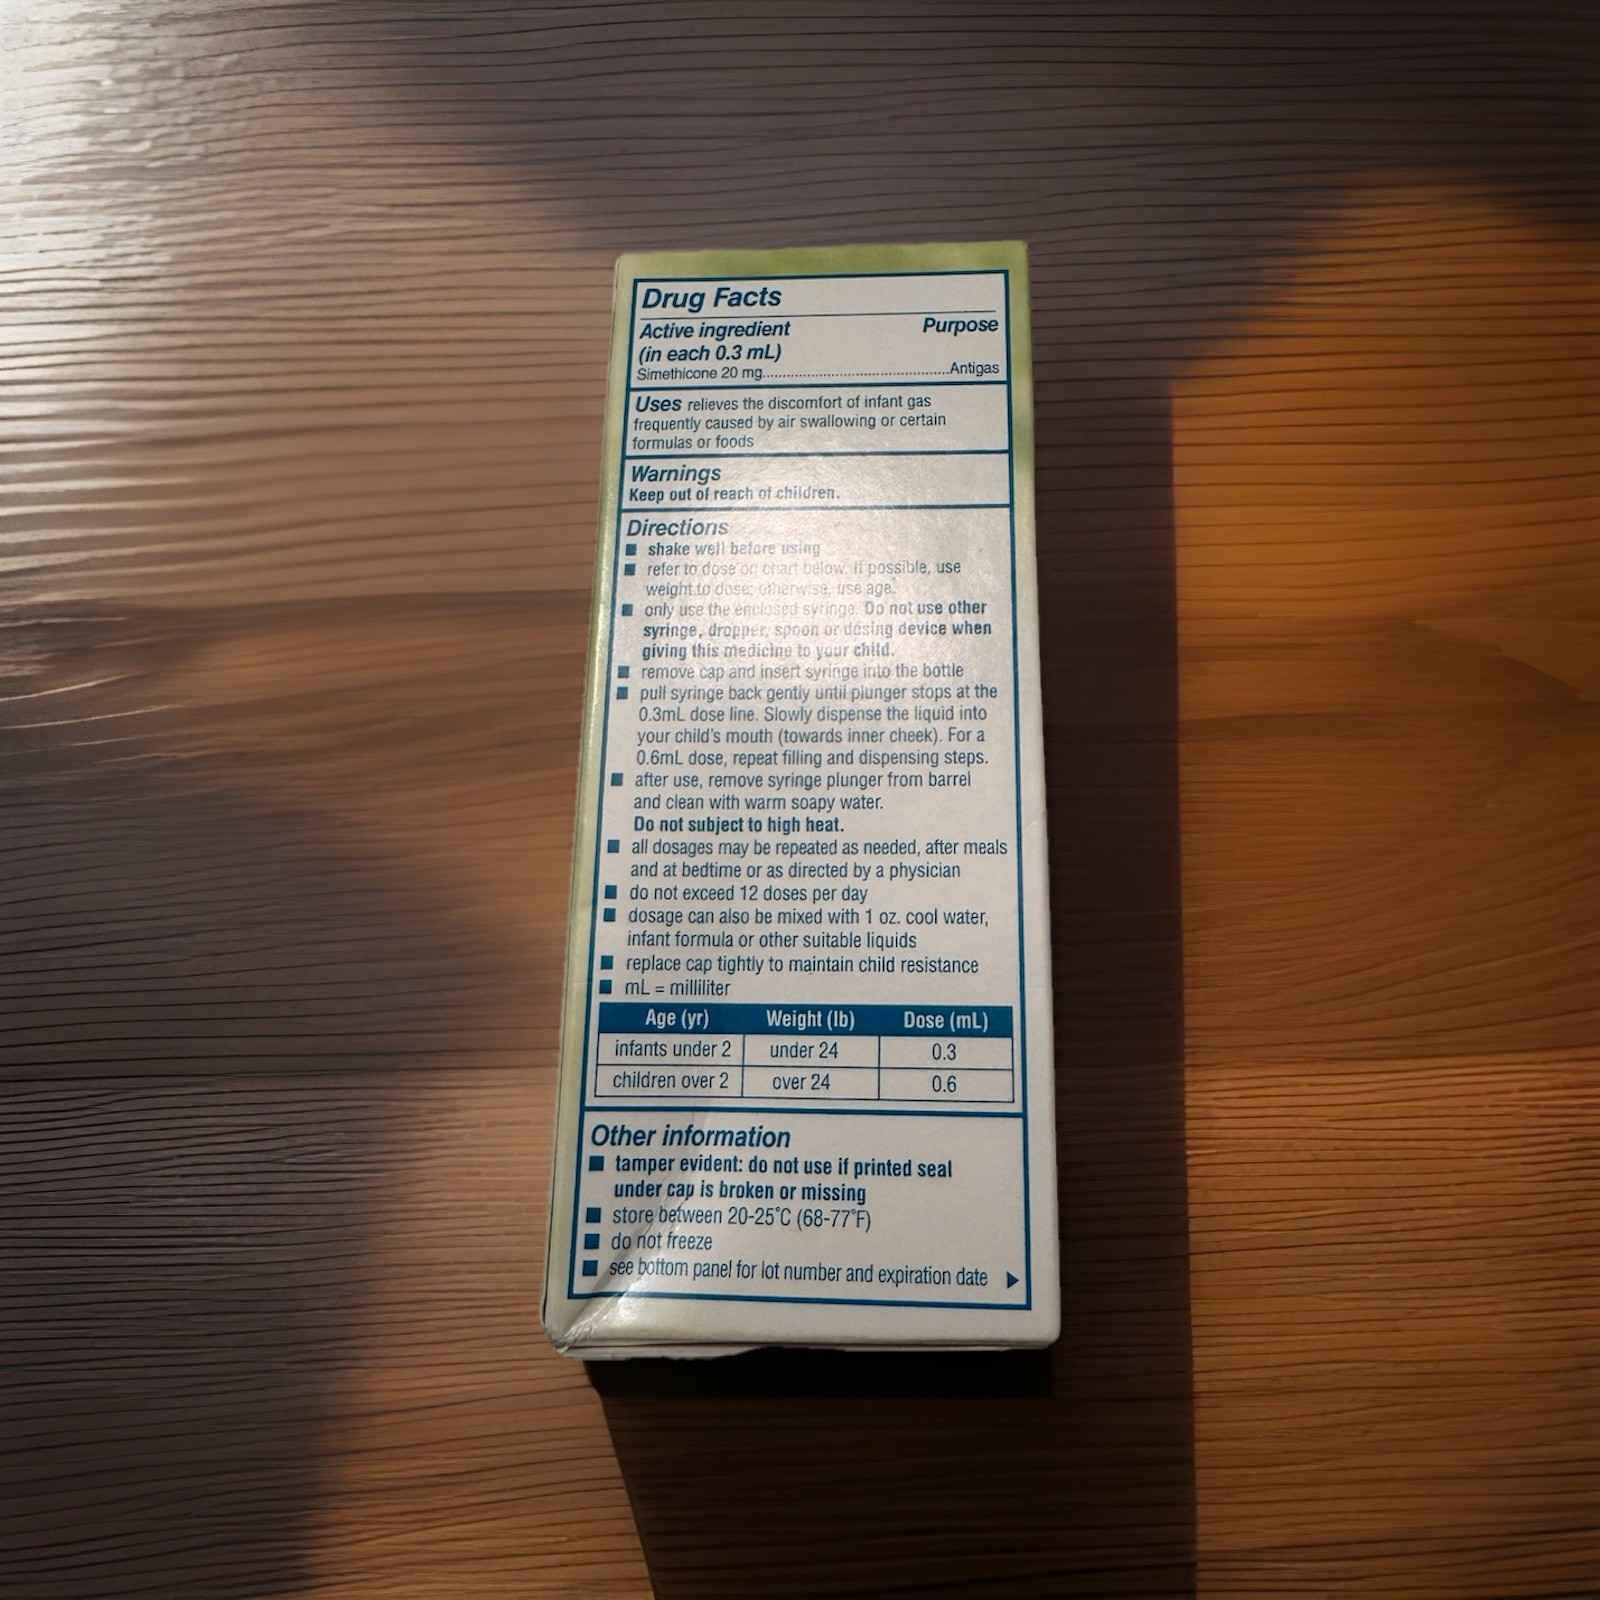 Drug Facts
Active ingredient Purpose
(in each 0.3 mL)
Simethicone 20 mg..................................................Antigas
Uses relieves the discomfort of infant gas
frequently caused by air swallowing or certain
formulas or foods
Warnings
Keep out of reach of children.
Directions
■ shake well before using
■ refer to dose on chart below. If possible, use
weight to dose; otherwise, use age.
■ only use the enclosed syringe. Do not use other
syringe, dropper, spoon or dosing device when
giving this medicine to your child.
■ remove cap and insert syringe into the bottle
■ pull syringe back gently until plunger stops at the
0.3mL dose line. Slowly dispense the liquid into
your child's mouth (towards inner cheek). For a
0.6mL dose, repeat filling and dispensing steps.
■ after use, remove syringe plunger from barrel
and clean with warm soapy water.
Do not subject to high heat.
■ all dosages may be repeated as needed, after meals
and at bedtime or as directed by a physician
■ do not exceed 12 doses per day
■ dosage can also be mixed with 1 oz. cool water,
infant formula or other suitable liquids
■ replace cap tightly to maintain child resistance
■ mL = milliliter
Age (yr) Weight (lb) Dose (mL)
infants under 2 under 24 0.3
children over 2 over 24 0.6
Other information
■ tamper evident: do not use if printed seal
under cap is broken or missing
■ store between 20-25°C (68-77°F)
■ do not freeze
■ see bottom panel for lot number and expiration date ▶